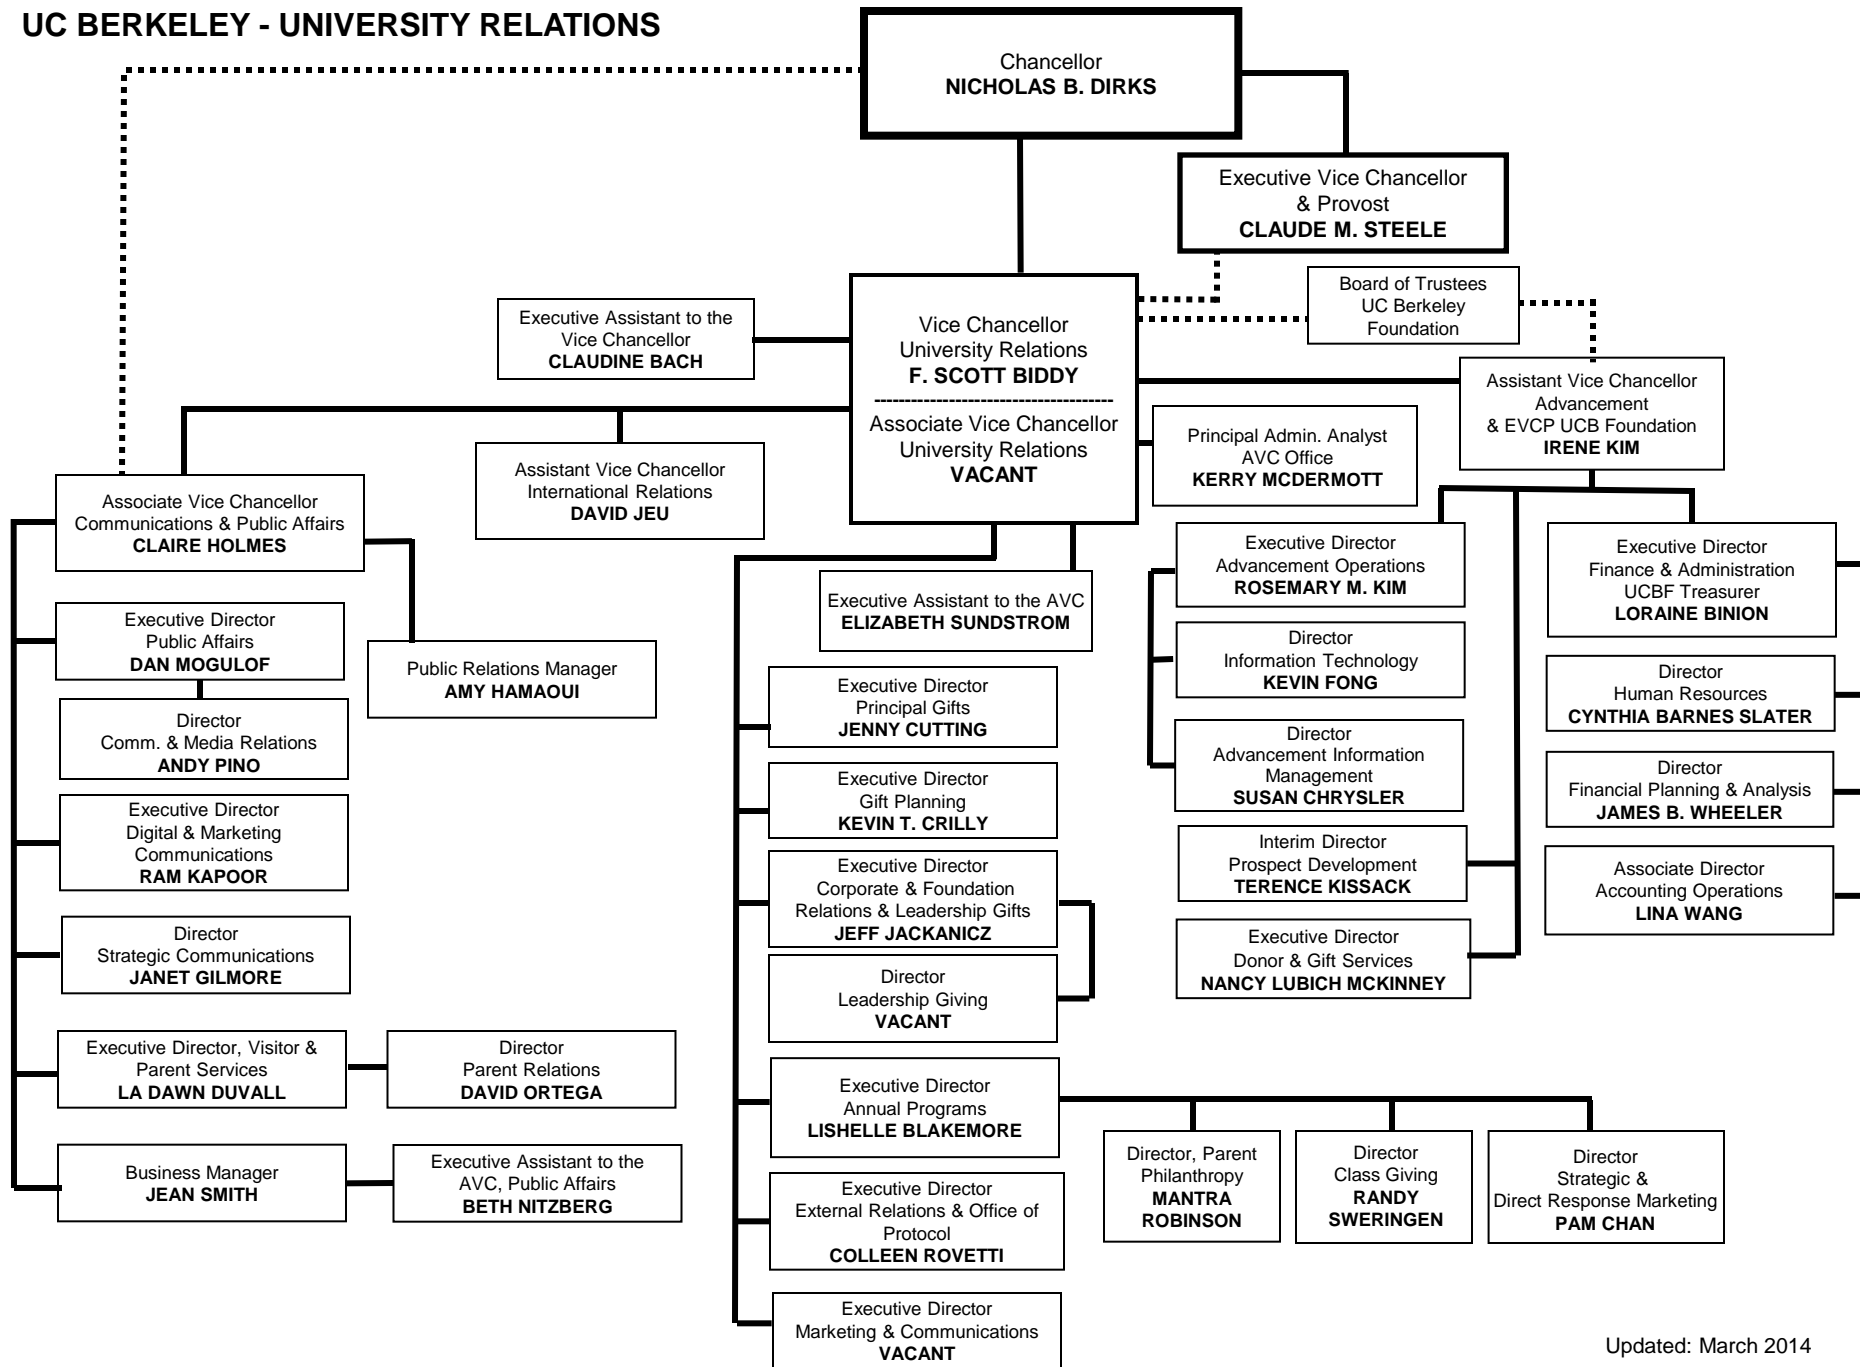 UC BERKELEY - UNIVERSITY RELATIONS
Chancellor
NICHOLAS B. DIRKS
Executive Vice Chancellor
& Provost
CLAUDE M. STEELE
Board of Trustees
UC Berkeley
Foundation
Executive Assistant to the
Vice Chancellor
CLAUDINE BACH
Vice Chancellor
University Relations
F. SCOTT BIDDY
---------------------------------------
Associate Vice Chancellor
University Relations
VACANT
Assistant Vice Chancellor
Advancement
& EVCP UCB Foundation
IRENE KIM
Principal Admin. Analyst
AVC Office
KERRY MCDERMOTT
Assistant Vice Chancellor
International Relations
DAVID JEU
Associate Vice Chancellor
Communications & Public Affairs
CLAIRE HOLMES
Executive Director
Public Affairs
DAN MOGULOF
Public Relations Manager
AMY HAMAOUI
Director
Comm. & Media Relations
ANDY PINO
Executive Director
Digital & Marketing
Communications
RAM KAPOOR
Director
Strategic Communications
JANET GILMORE
Executive Director, Visitor &
Parent Services
LA DAWN DUVALL
Director
Parent Relations
DAVID ORTEGA
Business Manager
JEAN SMITH
Executive Assistant to the
AVC, Public Affairs
BETH NITZBERG
Executive Assistant to the AVC
ELIZABETH SUNDSTROM
Executive Director
Principal Gifts
JENNY CUTTING
Executive Director
Gift Planning
KEVIN T. CRILLY
Executive Director
Corporate & Foundation
Relations & Leadership Gifts
JEFF JACKANICZ
Director
Leadership Giving
VACANT
Executive Director
Annual Programs
LISHELLE BLAKEMORE
Director, Parent
Philanthropy
MANTRA
ROBINSON
Director
Class Giving
RANDY
SWERINGEN
Director
Strategic &
Direct Response Marketing
PAM CHAN
Executive Director
External Relations & Office of
Protocol
COLLEEN ROVETTI
Executive Director
Marketing & Communications
VACANT
Executive Director
Advancement Operations
ROSEMARY M. KIM
Director
Information Technology
KEVIN FONG
Director
Advancement Information
Management
SUSAN CHRYSLER
Interim Director
Prospect Development
TERENCE KISSACK
Executive Director
Donor & Gift Services
NANCY LUBICH MCKINNEY
Executive Director
Finance & Administration
UCBF Treasurer
LORAINE BINION
Director
Human Resources
CYNTHIA BARNES SLATER
Director
Financial Planning & Analysis
JAMES B. WHEELER
Associate Director
Accounting Operations
LINA WANG
Updated: March 2014